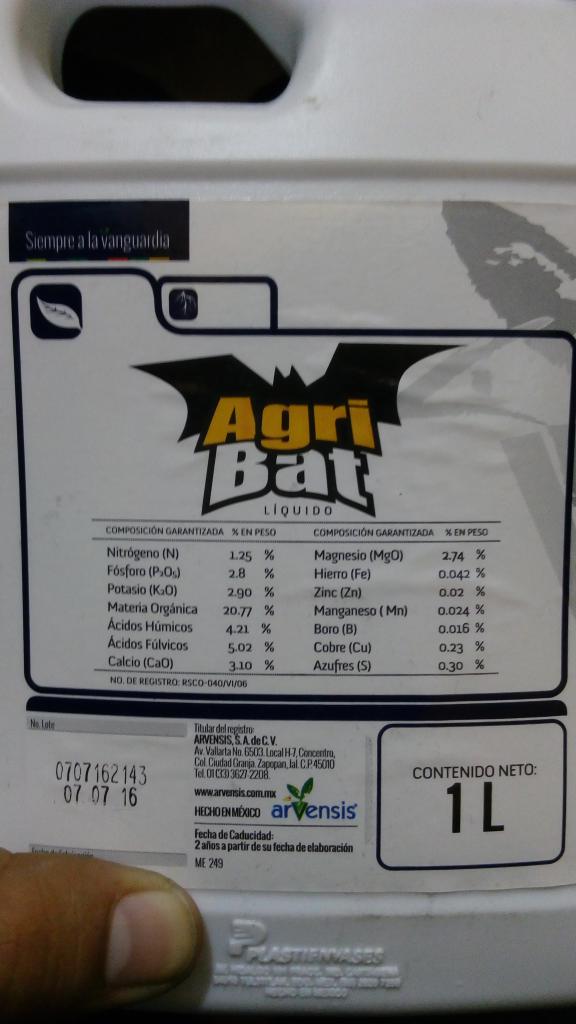 Siempre a la vanguardia
Agri
Bat
LÍQUIDO
COMPOSICIÓN GARANTIZADA % EN PESO COMPOSICIÓN GARANTIZADA % EN PESO
Nitrógeno (N) 1.25 % Magnesio (MgO) 2.74 %
Fósforo (P₂O₅) 2.8 % Hierro (Fe) 0.042 %
Potasio (K₂O) 2.90 % Zinc (Zn) 0.02 %
Materia Orgánica 20.77 % Manganeso ( Mn) 0.024 %
Ácidos Húmicos 4.21 % Boro (B) 0.016 %
Ácidos Fúlvicos 5.02 % Cobre (Cu) 0.23 %
Calcio (CaO) 3.10 % Azufres (S) 0.30 %
NO. DE REGISTRO: RSCO-040/VI/06
No. Lote
0707162143
07 07 16
Titular del registro:
ARVENSIS, S.A. de C.V.
Av. Vallarta No. 6503. Local H-7, Concentro,
Col. Ciudad Granja. Zapopan, Jal. C.P. 45010
Tel. 01 (33) 3627 2208.
www.arvensis.com.mx
HECHO EN MÉXICO arvensis
Fecha de Caducidad:
2 años a partir de su fecha de elaboración
ME 249
CONTENIDO NETO:
1 L
PLASTIENVASES